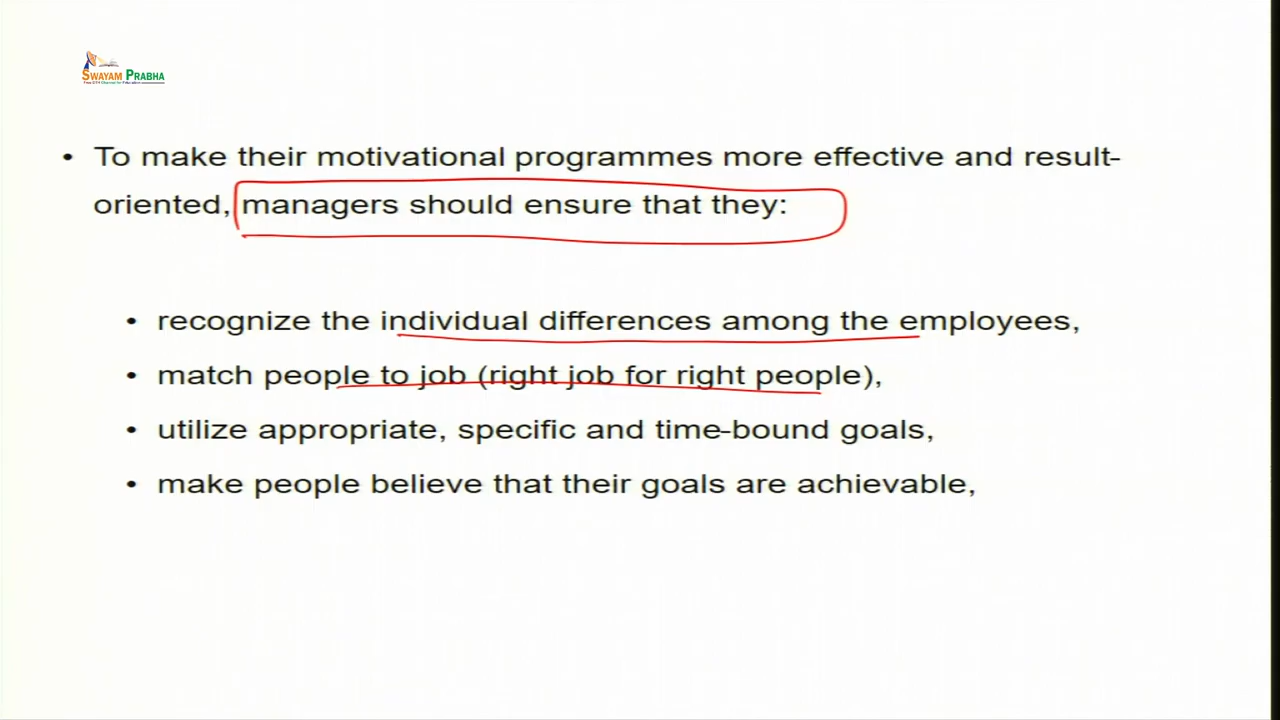 SWAYAM PRABHA
• To make their motivational programmes more effective and result-
oriented, managers should ensure that they:
• recognize the individual differences among the employees,
• match people to job (right job for right people),
• utilize appropriate, specific and time-bound goals,
• make people believe that their goals are achievable,